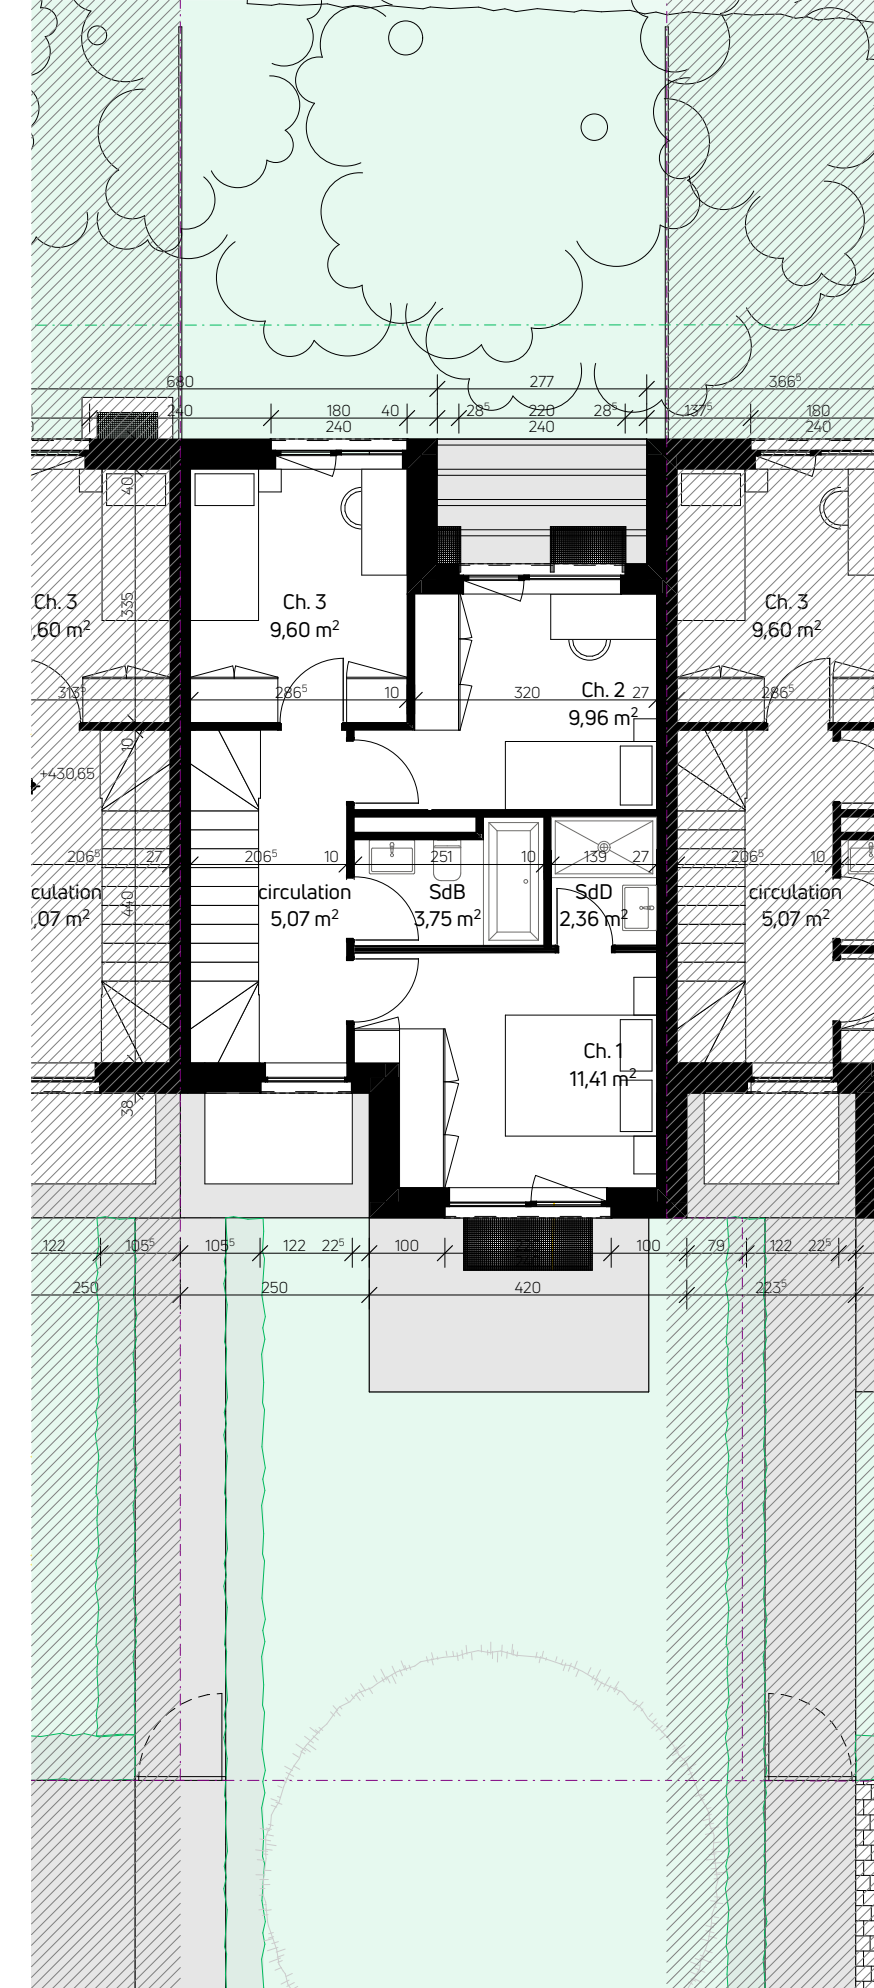 680
277
366⁵
240
180
40
28⁵
220
28⁵
137⁵
180
240
240
240
40
Ch. 3
,60 m²
335
Ch. 3
9,60 m²
Ch. 3
9,60 m²
313⁵
286⁵
10
320
Ch. 2
27
286⁵
9,96 m²
10
+430,65
206⁵
27
206⁵
10
251
10
139
27
206⁵
10
culation
,07 m²
440
circulation
5,07 m²
SdB
3,75 m²
SdD
2,36 m²
circulation
5,07 m²
Ch. 1
11,41 m²
38
122
105⁵
105⁵
122
22⁵
100
100
79
122
22⁵
250
250
420
223⁵